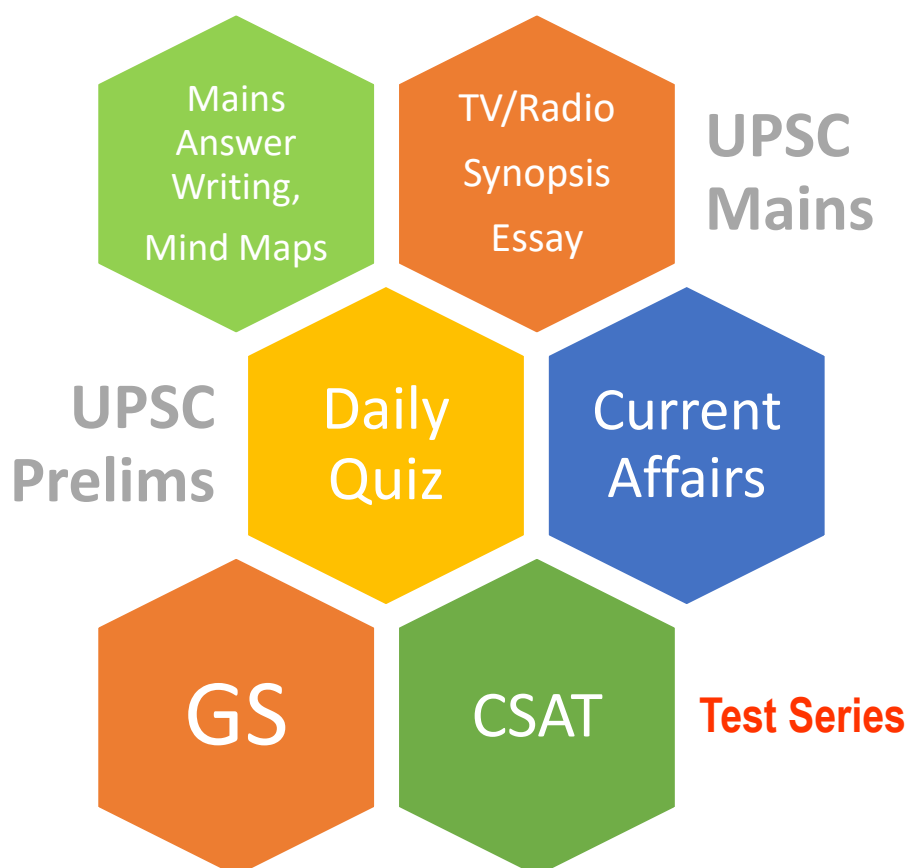 Mains
Answer
Writing,
Mind Maps
TV/Radio
Synopsis
Essay
UPSC
Mains
UPSC
Prelims
Daily
Quiz
Current
Affairs
GS
CSAT
Test Series